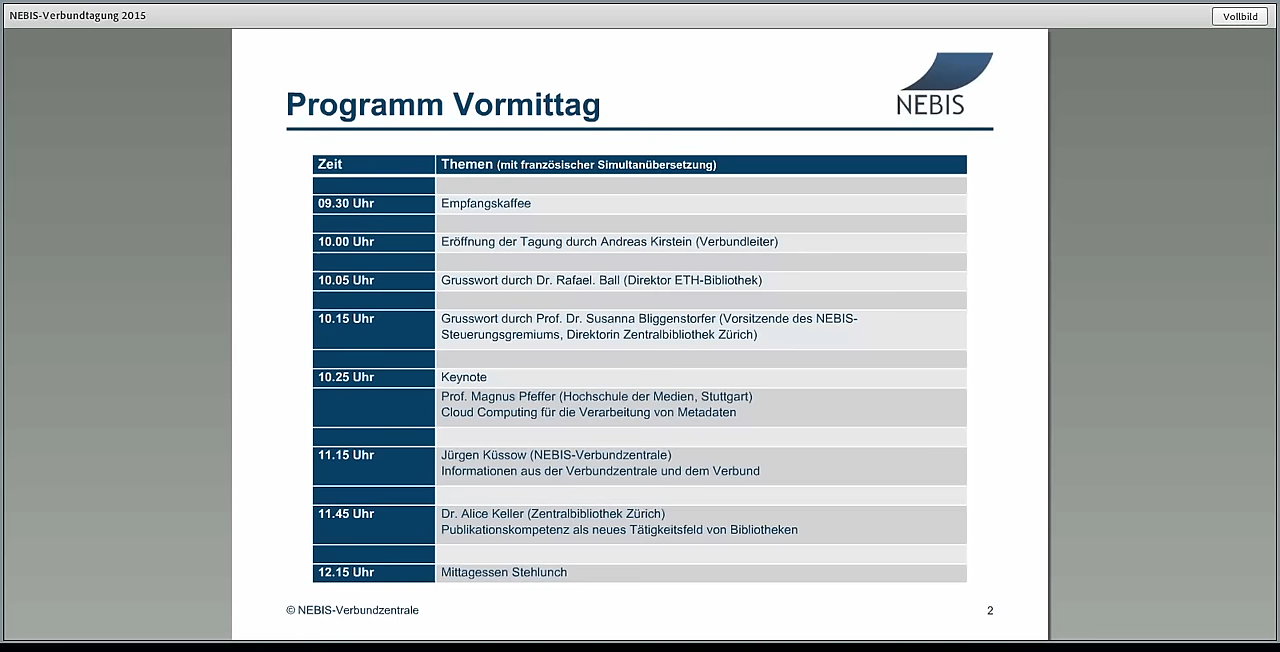 NEBIS-Verbundtagung 2015
Vollbild
NEBIS
Programm Vormittag
Zeit Themen (mit französischer Simultanübersetzung)
09.30 Uhr Empfangskaffee
10.00 Uhr Eröffnung der Tagung durch Andreas Kirstein (Verbundleiter)
10.05 Uhr Grusswort durch Dr. Rafael. Ball (Direktor ETH-Bibliothek)
10.15 Uhr Grusswort durch Prof. Dr. Susanna Bliggenstorfer (Vorsitzende des NEBIS-
Steuerungsgremiums, Direktorin Zentralbibliothek Zürich)
10.25 Uhr Keynote
Prof. Magnus Pfeffer (Hochschule der Medien, Stuttgart)
Cloud Computing für die Verarbeitung von Metadaten
11.15 Uhr Jürgen Küssow (NEBIS-Verbundzentrale)
Informationen aus der Verbundzentrale und dem Verbund
11.45 Uhr Dr. Alice Keller (Zentralbibliothek Zürich)
Publikationskompetenz als neues Tätigkeitsfeld von Bibliotheken
12.15 Uhr Mittagessen Stehlunch
© NEBIS-Verbundzentrale 2